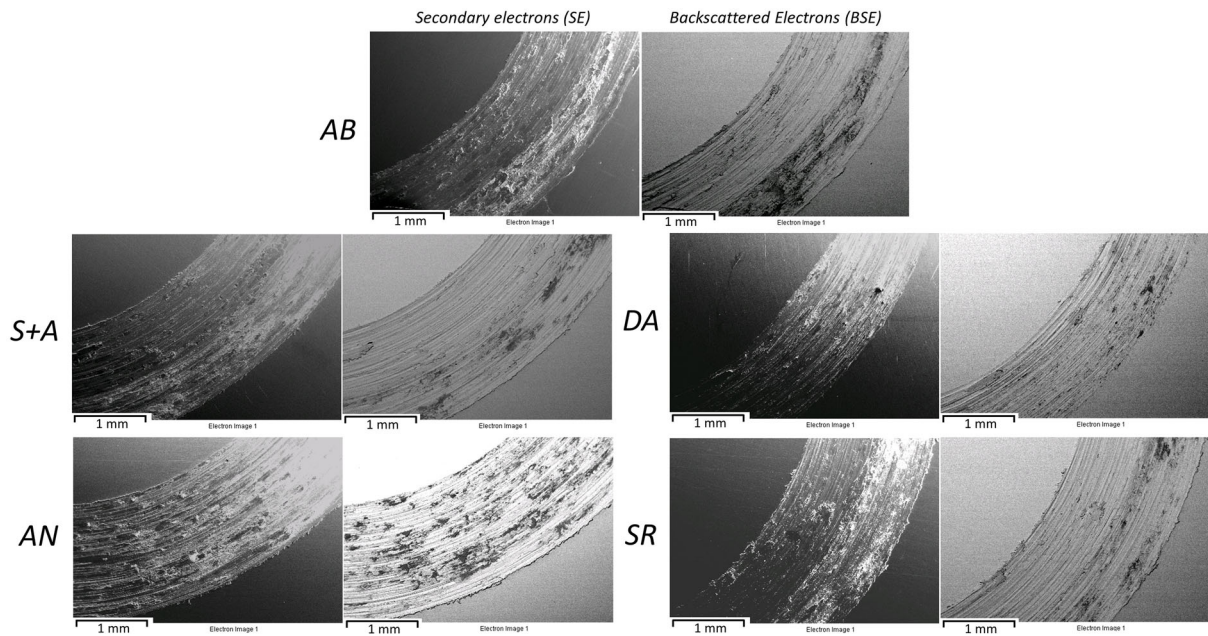 Secondary electrons (SE) Backscattered Electrons (BSE)
AB
1 mm Electron Image 1 1 mm Electron Image 1
S+A
1 mm Electron Image 1 1 mm Electron Image 1
DA
1 mm Electron Image 1 1 mm Electron Image 1
AN
1 mm Electron Image 1 1 mm Electron Image 1
SR
1 mm Electron Image 1 1 mm Electron Image 1